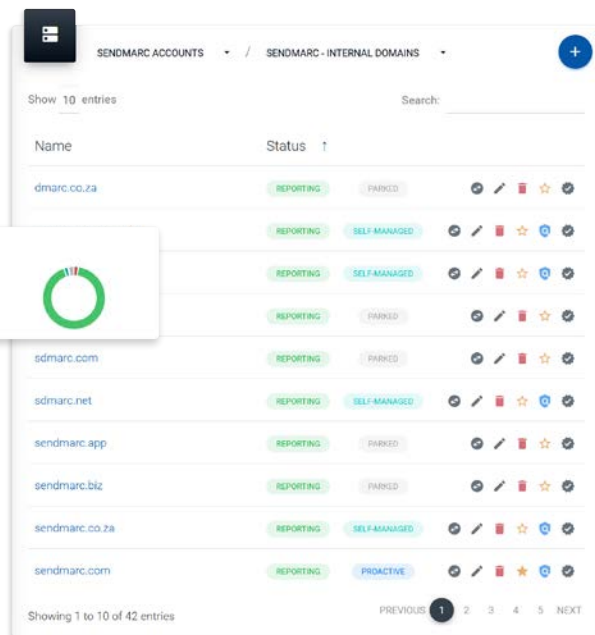 SENDMARC ACCOUNTS / SENDMARC - INTERNAL DOMAINS +
Show 10 entries Search:
Name Status ↑
dmarc.co.za REPORTING PARKED
REPORTING SELF-MANAGED
REPORTING SELF-MANAGED
REPORTING PARKED
sdmarc.com REPORTING PARKED
sdmarc.net REPORTING SELF-MANAGED
sendmarc.app REPORTING PARKED
sendmarc.biz REPORTING PARKED
sendmarc.co.za REPORTING SELF-MANAGED
sendmarc.com REPORTING PROACTIVE
Showing 1 to 10 of 42 entries PREVIOUS 1 2 3 4 5 NEXT